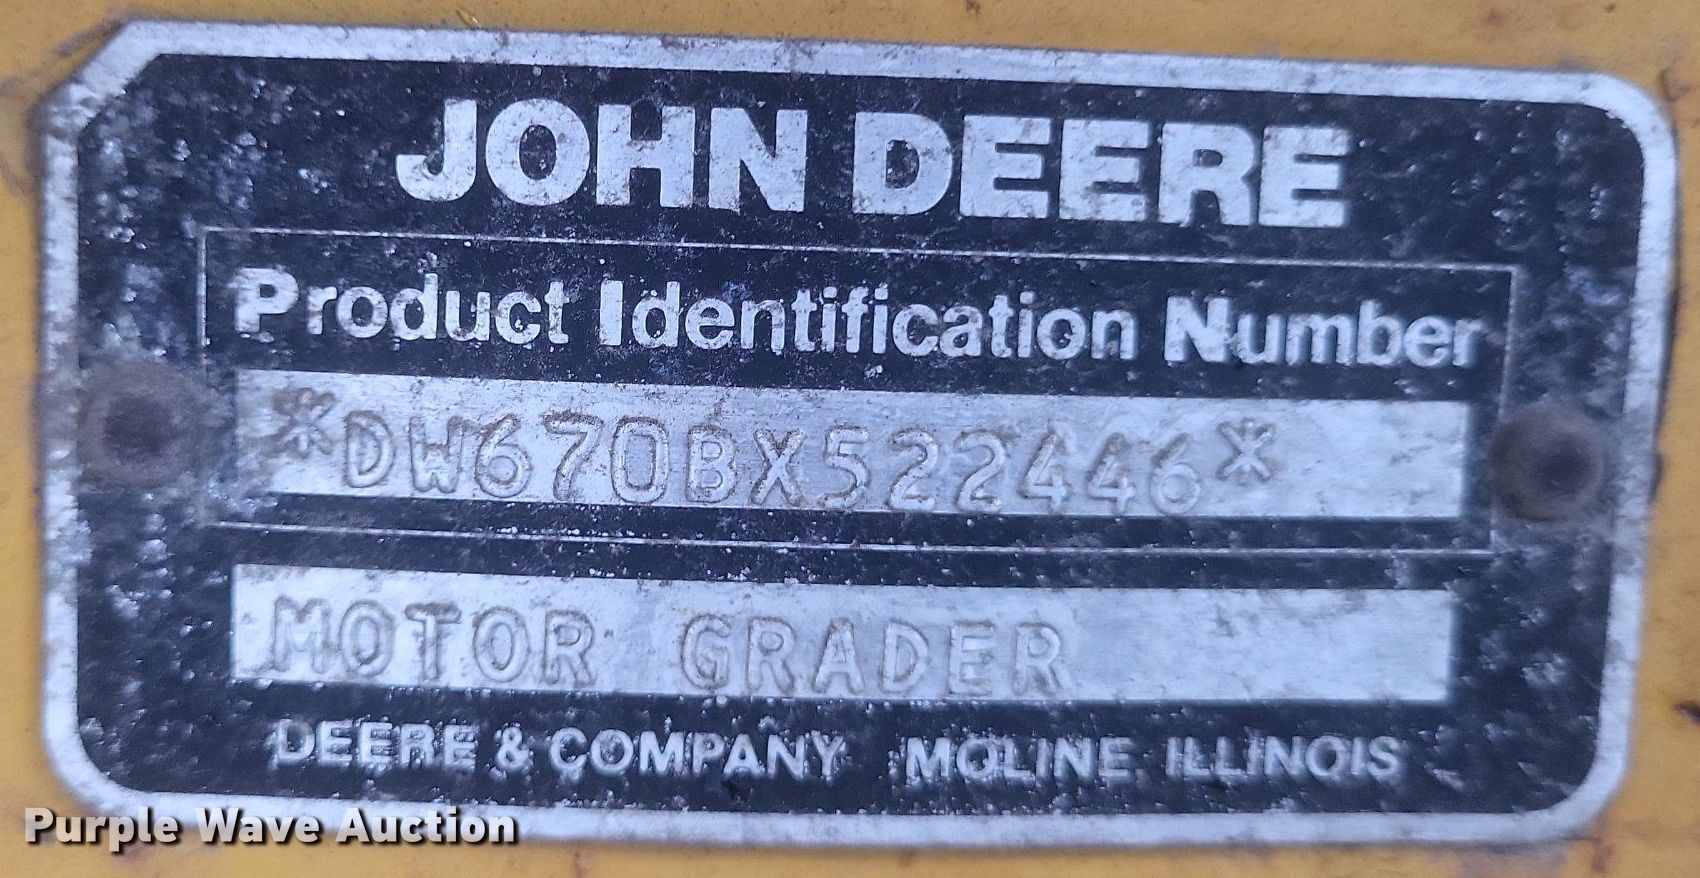 JOHN DEERE
Product Identification Number
*DW670BX522446*
MOTOR GRADER
DEERE & COMPANY MOLINE ILLINOIS
Purple Wave Auction